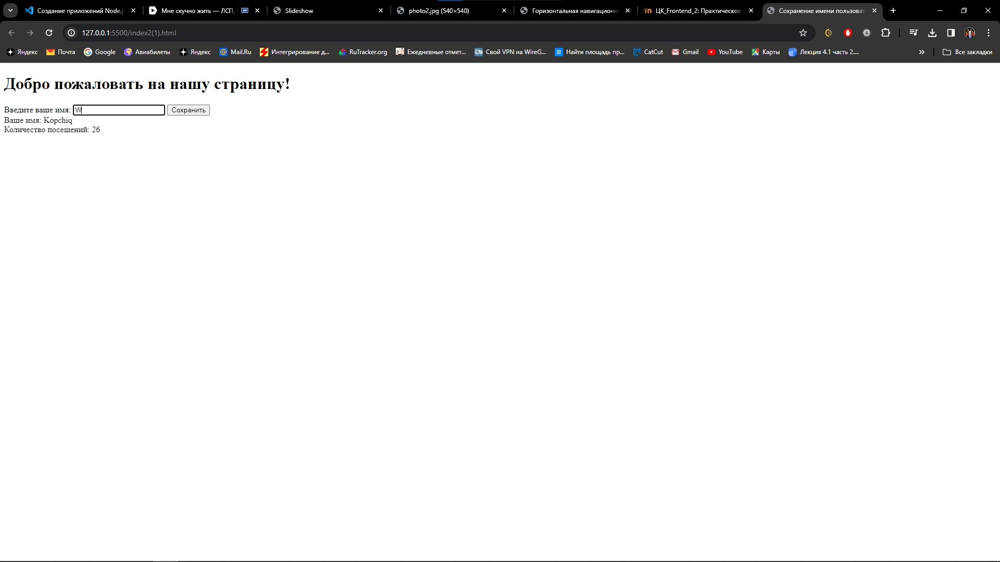 Создание приложений Node.j
Мне скучно жить — ЛСП,
Slideshow
photo2.jpg (540×540)
Горизонтальная навигационн
ЦК_Frontend_2: Практическое
Сохранение имени пользоват
127.0.0.1:5500/index2(1).html
Яндекс
Почта
Google
Авиабилеты
Яндекс
Mail.Ru
Интегрирование д...
RuTracker.org
Ежедневные отмет...
Свой VPN на WireG...
Найти площадь пр...
CatCut
Gmail
YouTube
Карты
Лекция 4.1 часть 2....
Все закладки
Добро пожаловать на нашу страницу!
Введите ваше имя: W Сохранить
Ваше имя: Kopchiq
Количество посещений: 26